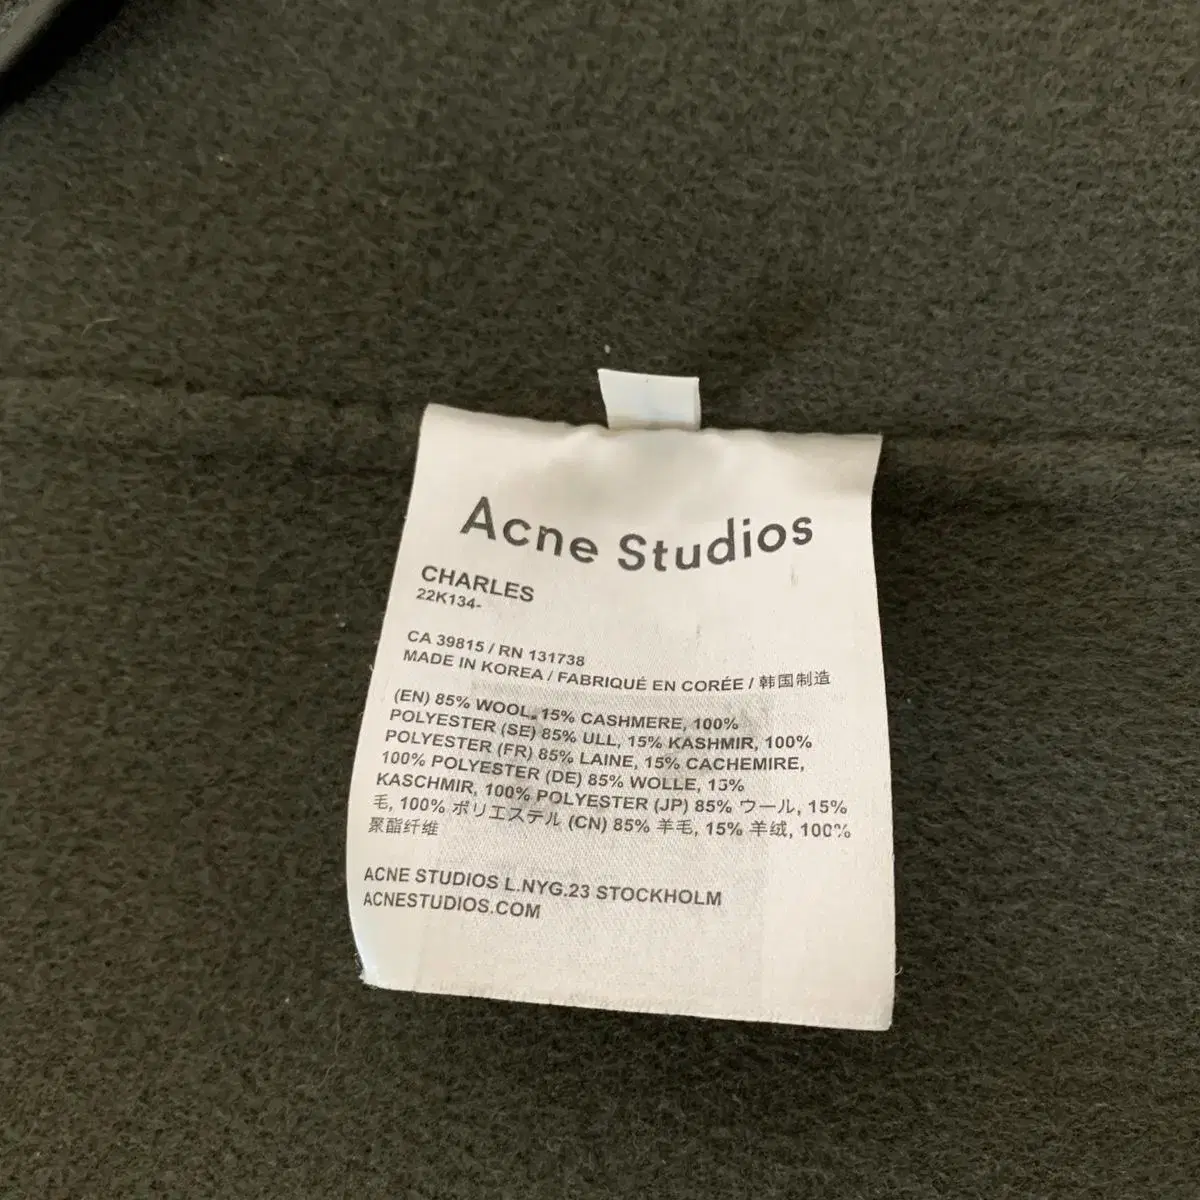 Acne Studios
CHARLES
22K134-
CA 39815 / RN 131738
MADE IN KOREA / FABRIQUÉ EN CORÉE / 韩国制造
(EN) 85% WOOL, 15% CASHMERE, 100%
POLYESTER (SE) 85% ULL, 15% KASHMIR, 100%
POLYESTER (FR) 85% LAINE, 15% CACHEMIRE,
100% POLYESTER (DE) 85% WOLLE, 15%
KASCHMIR, 100% POLYESTER (JP) 85% ウール, 15%
毛, 100% ポリエステル (CN) 85% 羊毛, 15% 羊绒, 100%
聚酯纤维
ACNE STUDIOS L.NYG.23 STOCKHOLM
ACNESTUDIOS.COM